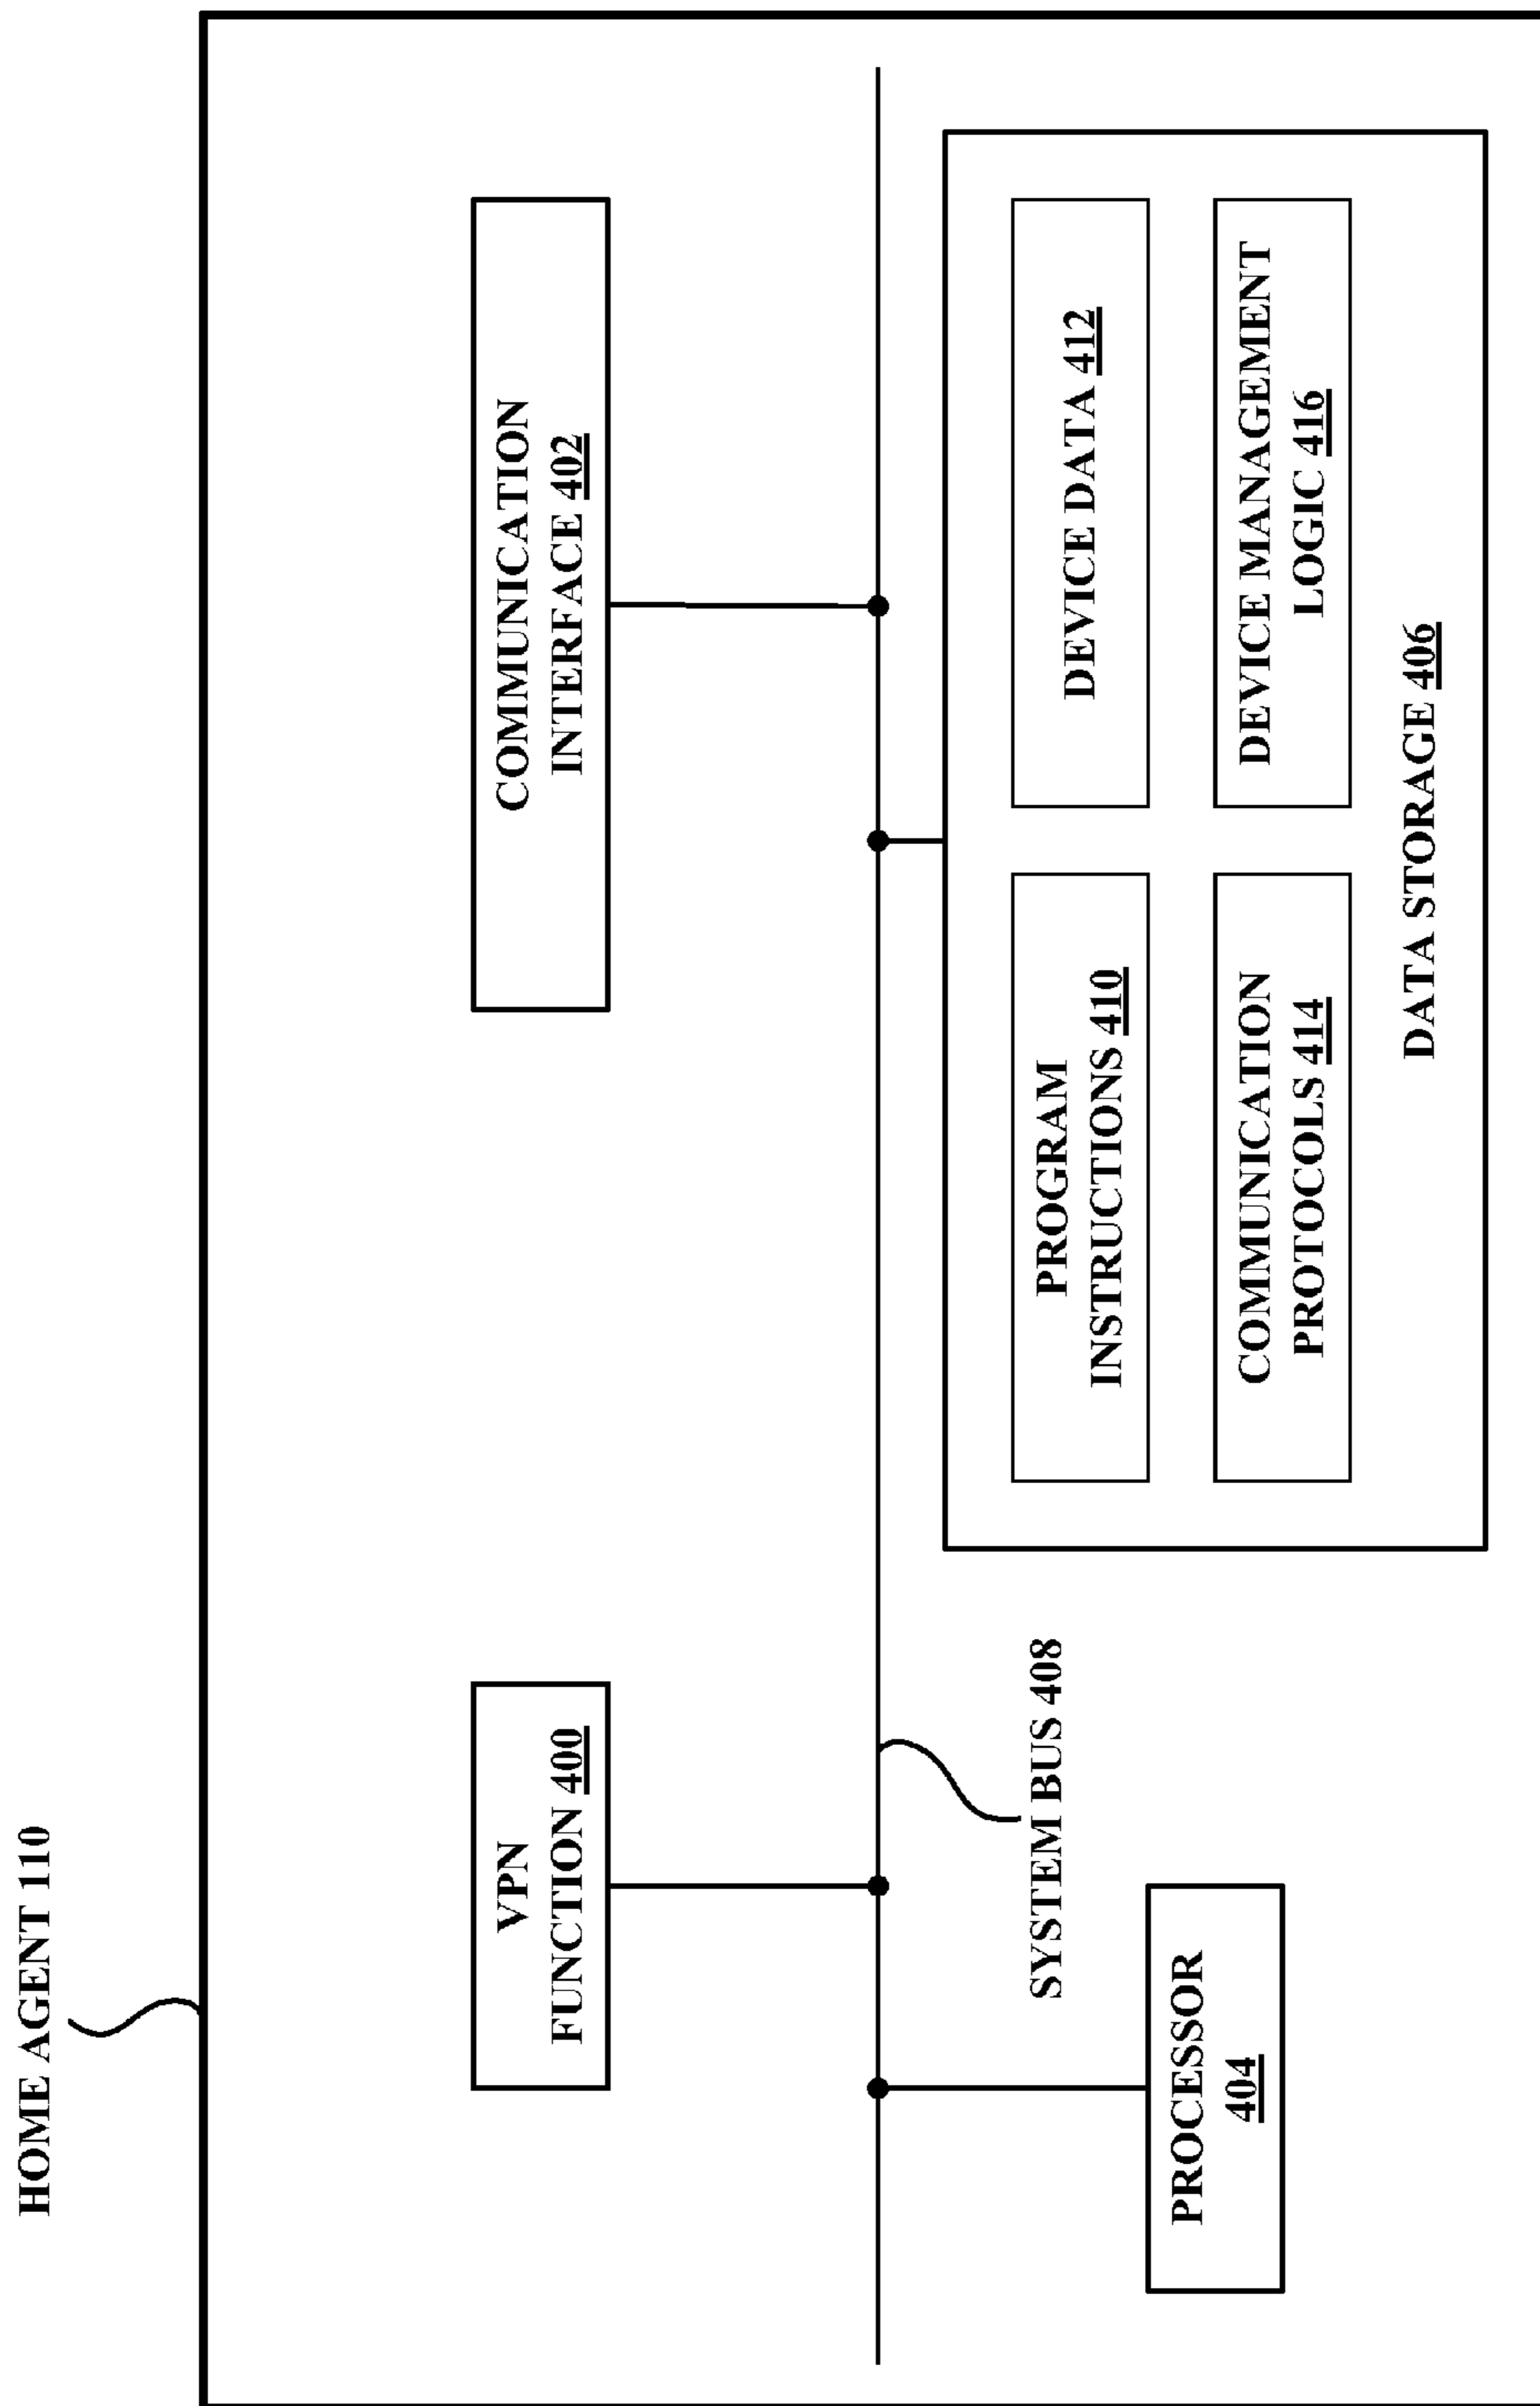 HOME AGENT 110
VPN
FUNCTION 400
COMMUNICATION
INTERFACE 402
SYSTEM BUS 408
PROCESSOR
404
PROGRAM
INSTRUCTIONS 410
DEVICE DATA 412
COMMUNICATION
PROTOCOLS 414
DEVICE MANAGEMENT
LOGIC 416
DATA STORAGE 406